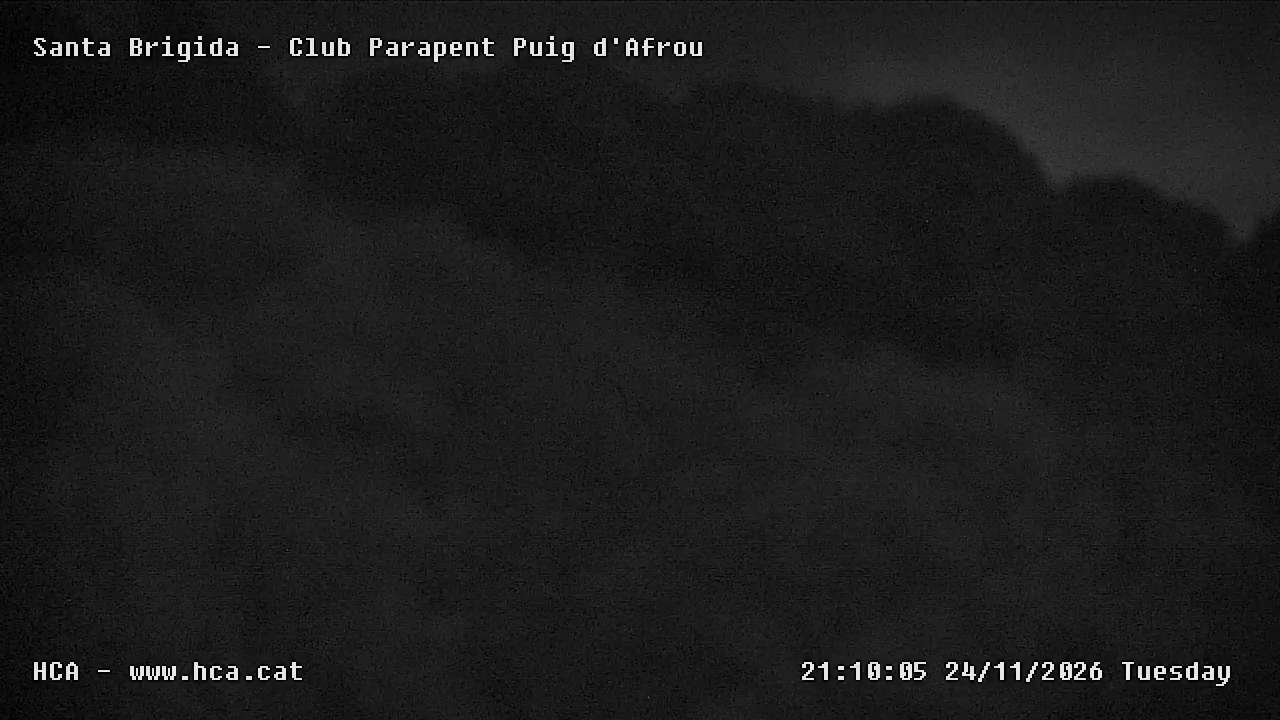 Santa Brigida - Club Parapent Puig d'Afrou
HCA - www.hca.cat
21:10:05 24/11/2026 Tuesday